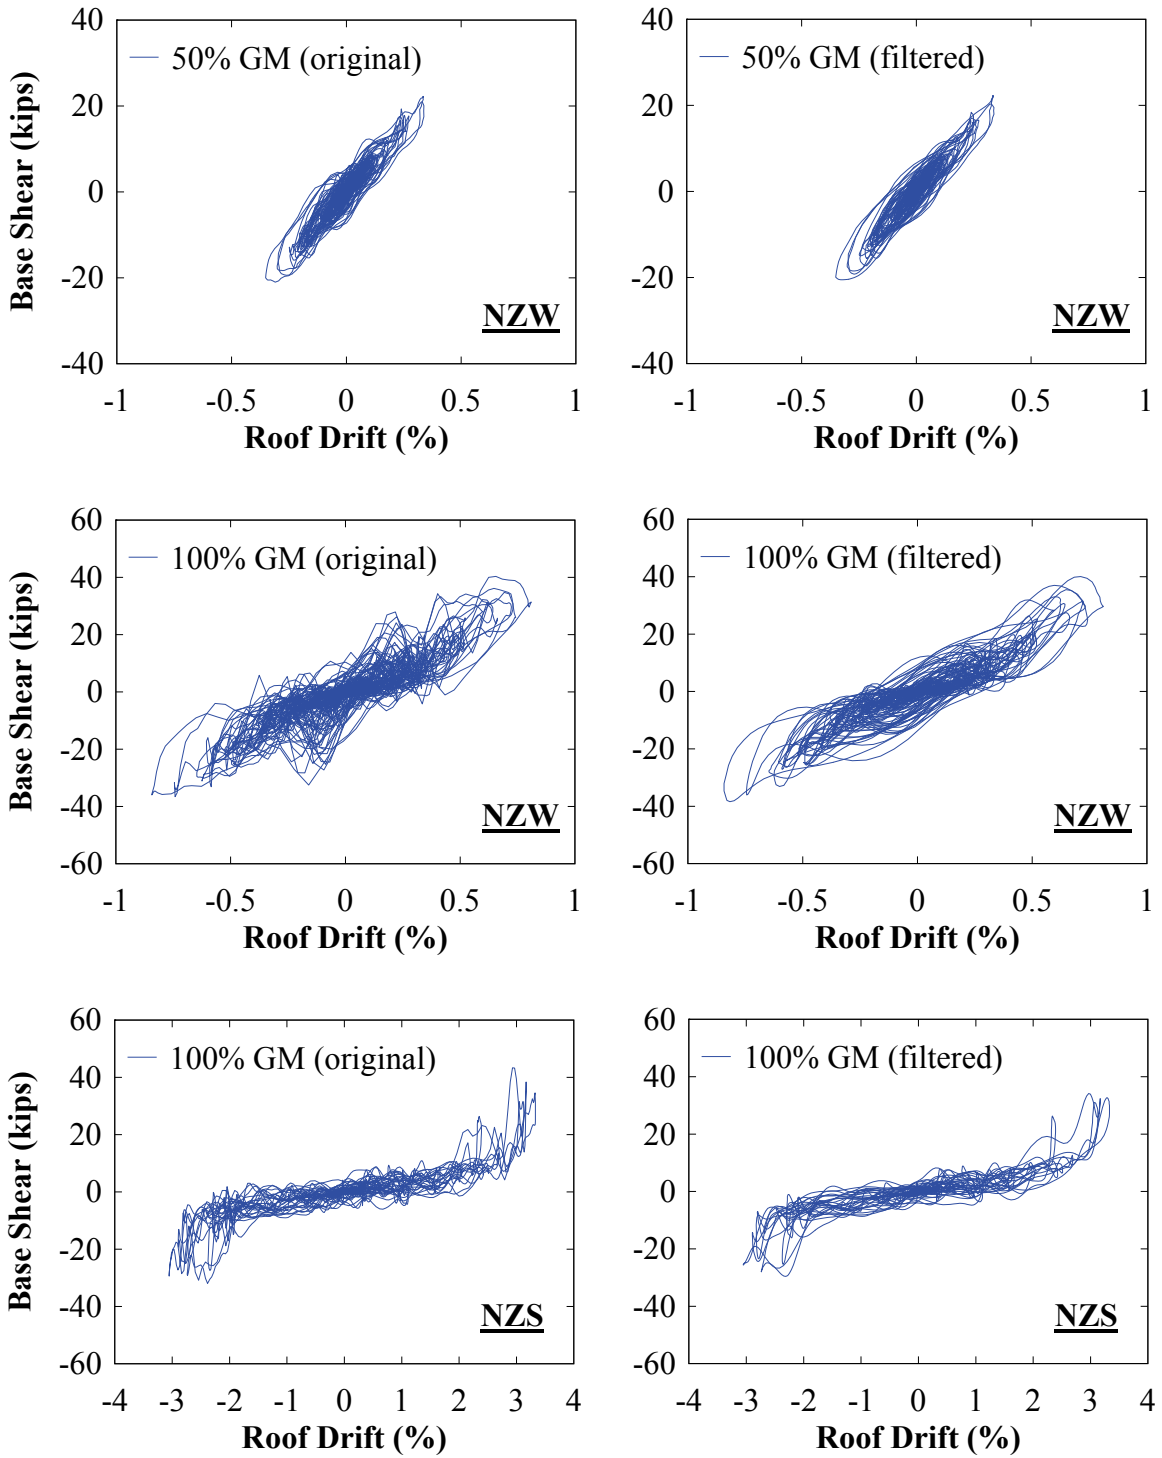 40
50% GM (original)
20
0
-20
-40
Base Shear (kips)
NZW
-1 -0.5 0 0.5 1
Roof Drift (%)
40
50% GM (filtered)
20
0
-20
-40
NZW
-1 -0.5 0 0.5 1
Roof Drift (%)
60
100% GM (original)
40
20
0
-20
-40
-60
Base Shear (kips)
NZW
-1 -0.5 0 0.5 1
Roof Drift (%)
60
100% GM (filtered)
40
20
0
-20
-40
-60
NZW
-1 -0.5 0 0.5 1
Roof Drift (%)
60
100% GM (original)
40
20
0
-20
-40
-60
Base Shear (kips)
NZS
-4 -3 -2 -1 0 1 2 3 4
Roof Drift (%)
60
100% GM (filtered)
40
20
0
-20
-40
-60
NZS
-4 -3 -2 -1 0 1 2 3 4
Roof Drift (%)